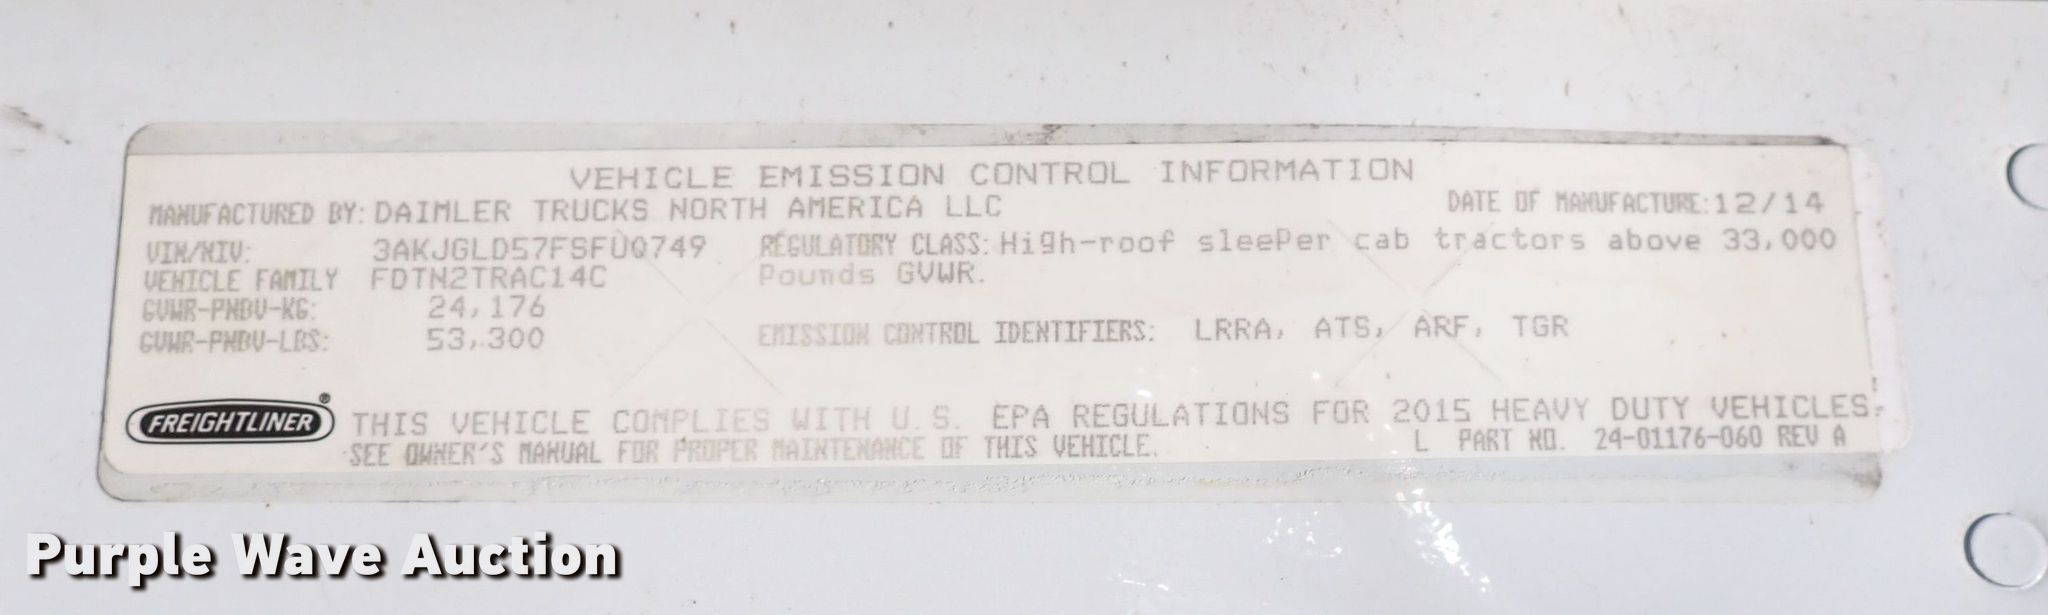 VEHICLE EMISSION CONTROL INFORMATION
MANUFACTURED BY: DAIMLER TRUCKS NORTH AMERICA LLC DATE OF MANUFACTURE: 12/14
VIN/NIV: 3AKJGLD57FSFUQ749 REGULATORY CLASS: High-roof sleeper cab tractors above 33,000
VEHICLE FAMILY FDTN2TRAC14C Pounds GVWR.
GVWR-PNBV-KG: 24,176
GVWR-PNBV-LBS: 53,300 EMISSION CONTROL IDENTIFIERS: LRRA, ATS, ARF, TGR
FREIGHTLINER® THIS VEHICLE COMPLIES WITH U.S. EPA REGULATIONS FOR 2015 HEAVY DUTY VEHICLES.
SEE OWNER'S MANUAL FOR PROPER MAINTENANCE OF THIS VEHICLE. L PART NO. 24-01176-060 REV A
Purple Wave Auction